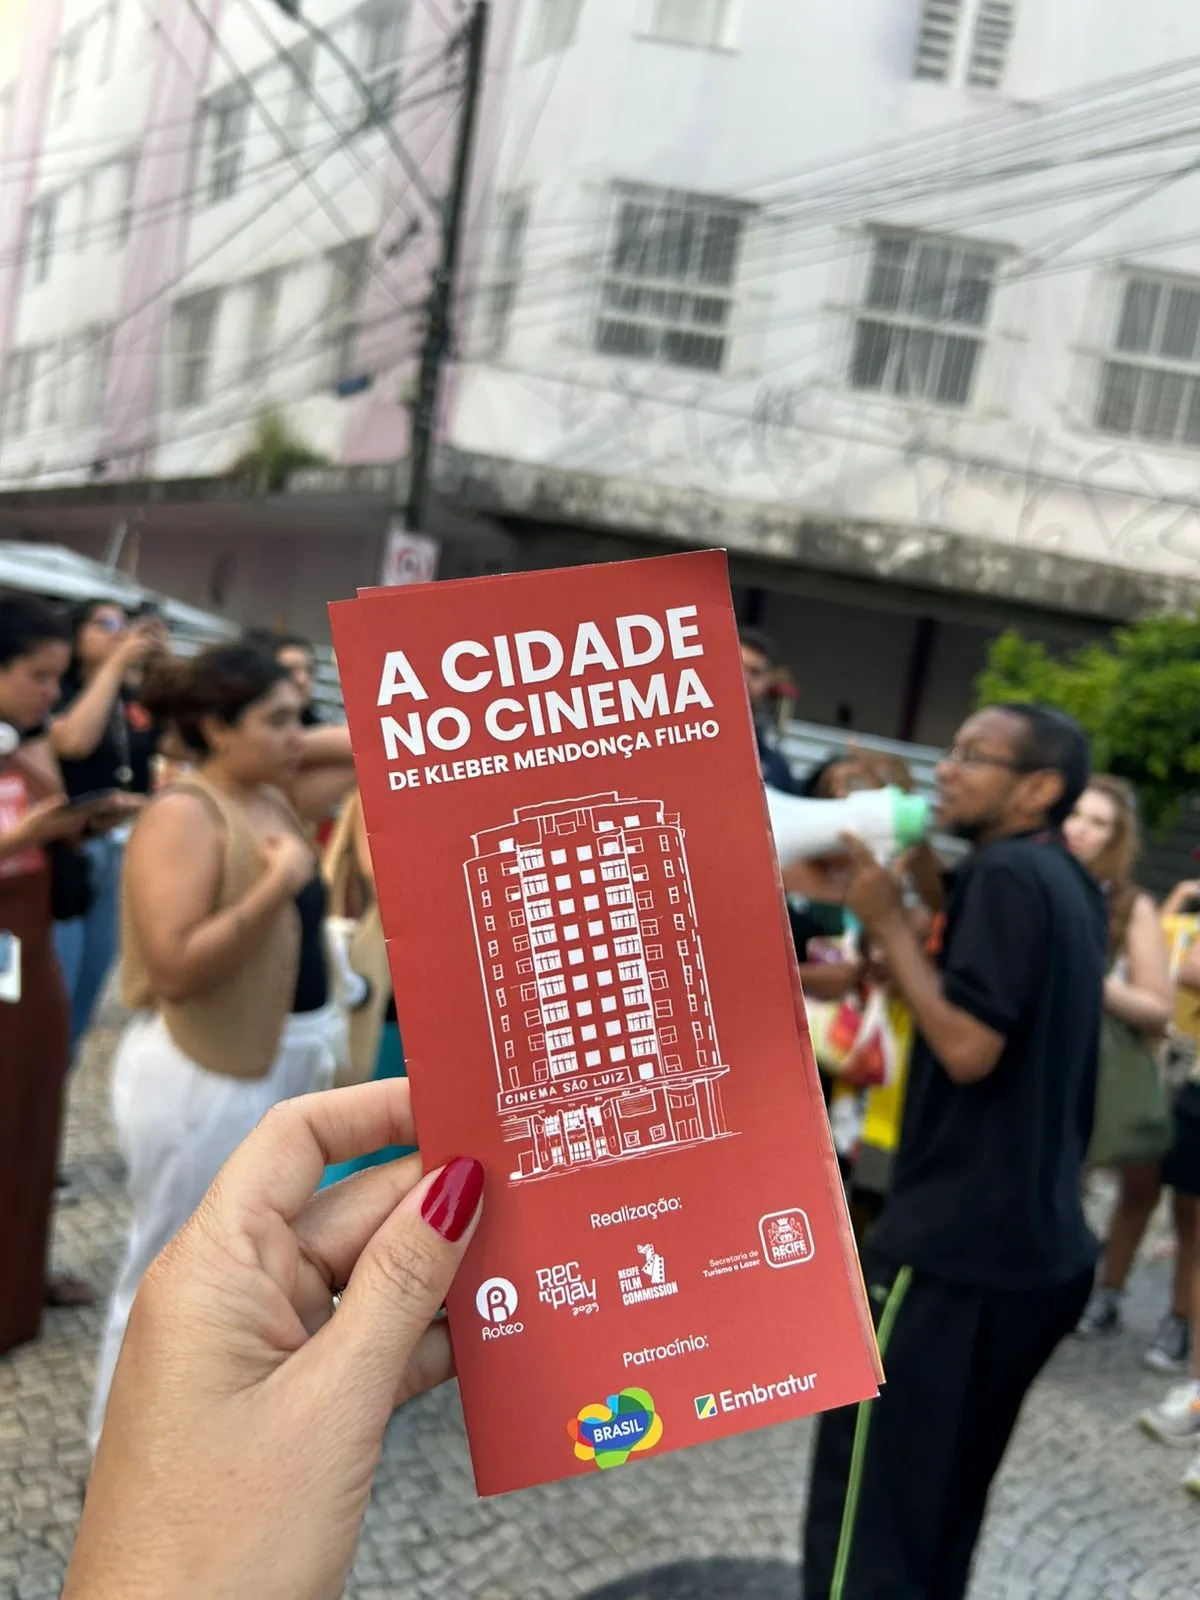 A CIDADE
NO CINEMA
DE KLEBER MENDONÇA FILHO
CINEMA SÃO LUIZ
Realização:
Roteo
REC
n'play
2025
RECIFE
FILM
COMMISSION
Secretaria de
Turismo e Lazer
RECIFE
Patrocínio:
BRASIL
Embratur